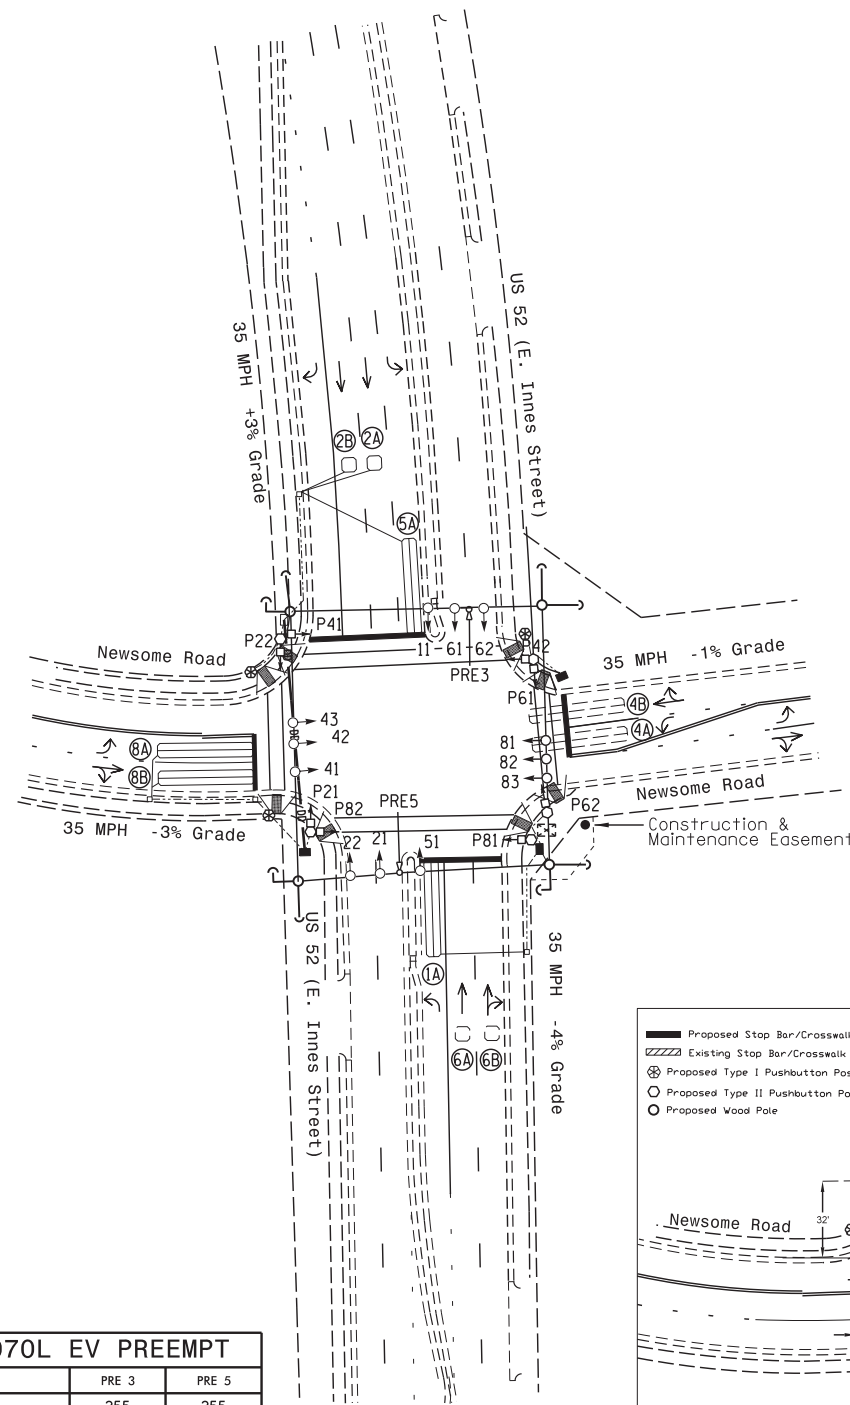 US 52 (E. Innes Street)
35 MPH +3% Grade
2B
2A
5A
P41
P22
Newsome Road
11
61
62
P42
PRE3
P61
35 MPH -1% Grade
4B
4A
43
42
41
8A
8B
81
82
83
Newsome Road
P21
P82
PRE5
P62
35 MPH -3% Grade
22
21
51
P81
Construction &
Maintenance Easement
US 52 (E. Innes Street)
35 MPH -4% Grade
1A
6A
6B
Proposed Stop Bar/Crosswalk
Existing Stop Bar/Crosswalk
Proposed Type I Pushbutton Pos
Proposed Type II Pushbutton Po
Proposed Wood Pole
32'
Newsome Road
070L EV PREEMPT
PRE 3
PRE 5
255
255